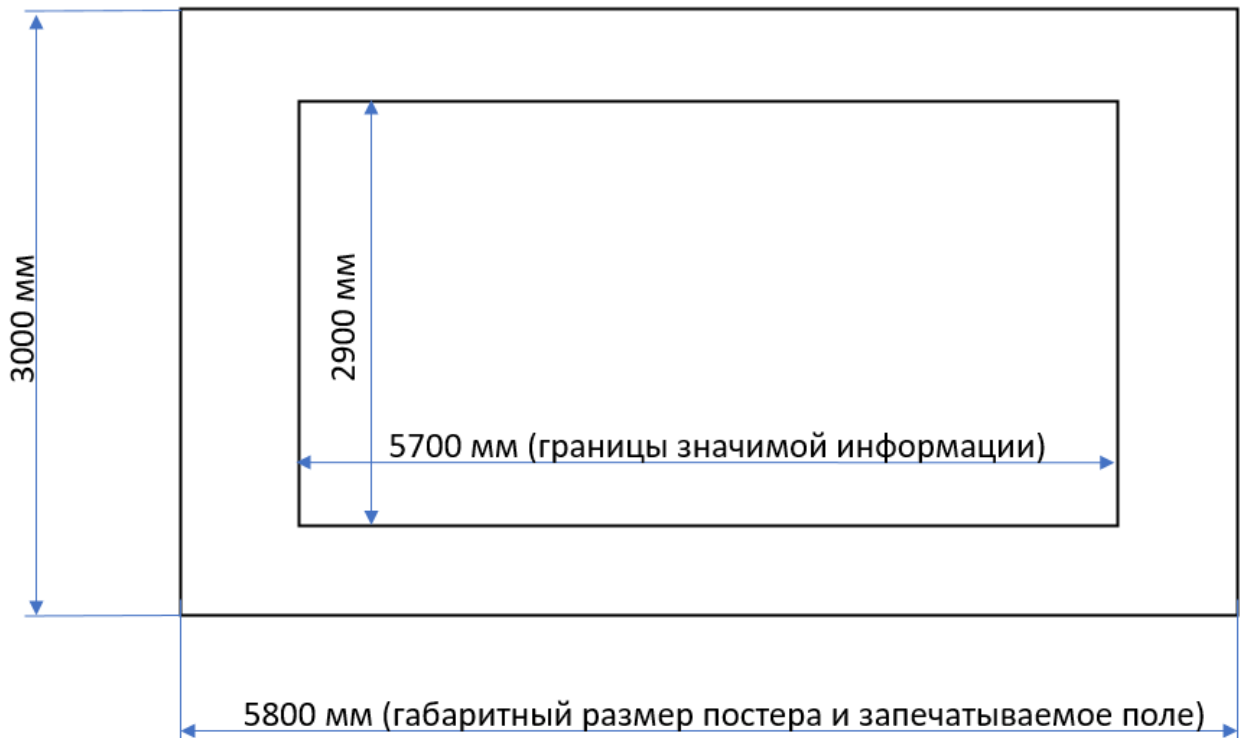 3000 мм
2900 мм
5700 мм (границы значимой информации)
5800 мм (габаритный размер постера и запечатываемое поле)